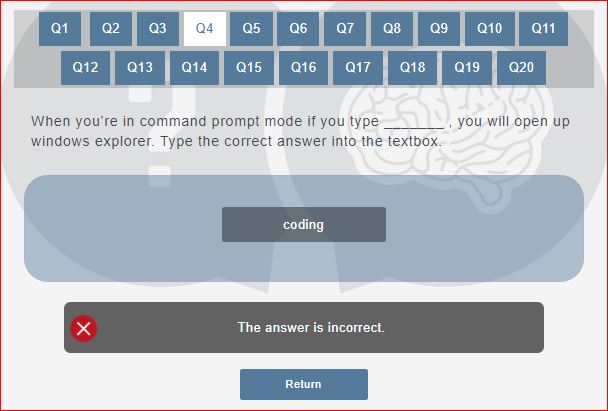 Q1 Q2 Q3 Q4 Q5 Q6 Q7 Q8 Q9 Q10 Q11
Q12 Q13 Q14 Q15 Q16 Q17 Q18 Q19 Q20
When you're in command prompt mode if you type _______ , you will open up
windows explorer. Type the correct answer into the textbox.
coding
The answer is incorrect.
Return